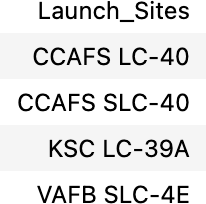 Launch_Sites
CCAFS LC-40
CCAFS SLC-40
KSC LC-39A
VAFB SLC-4E